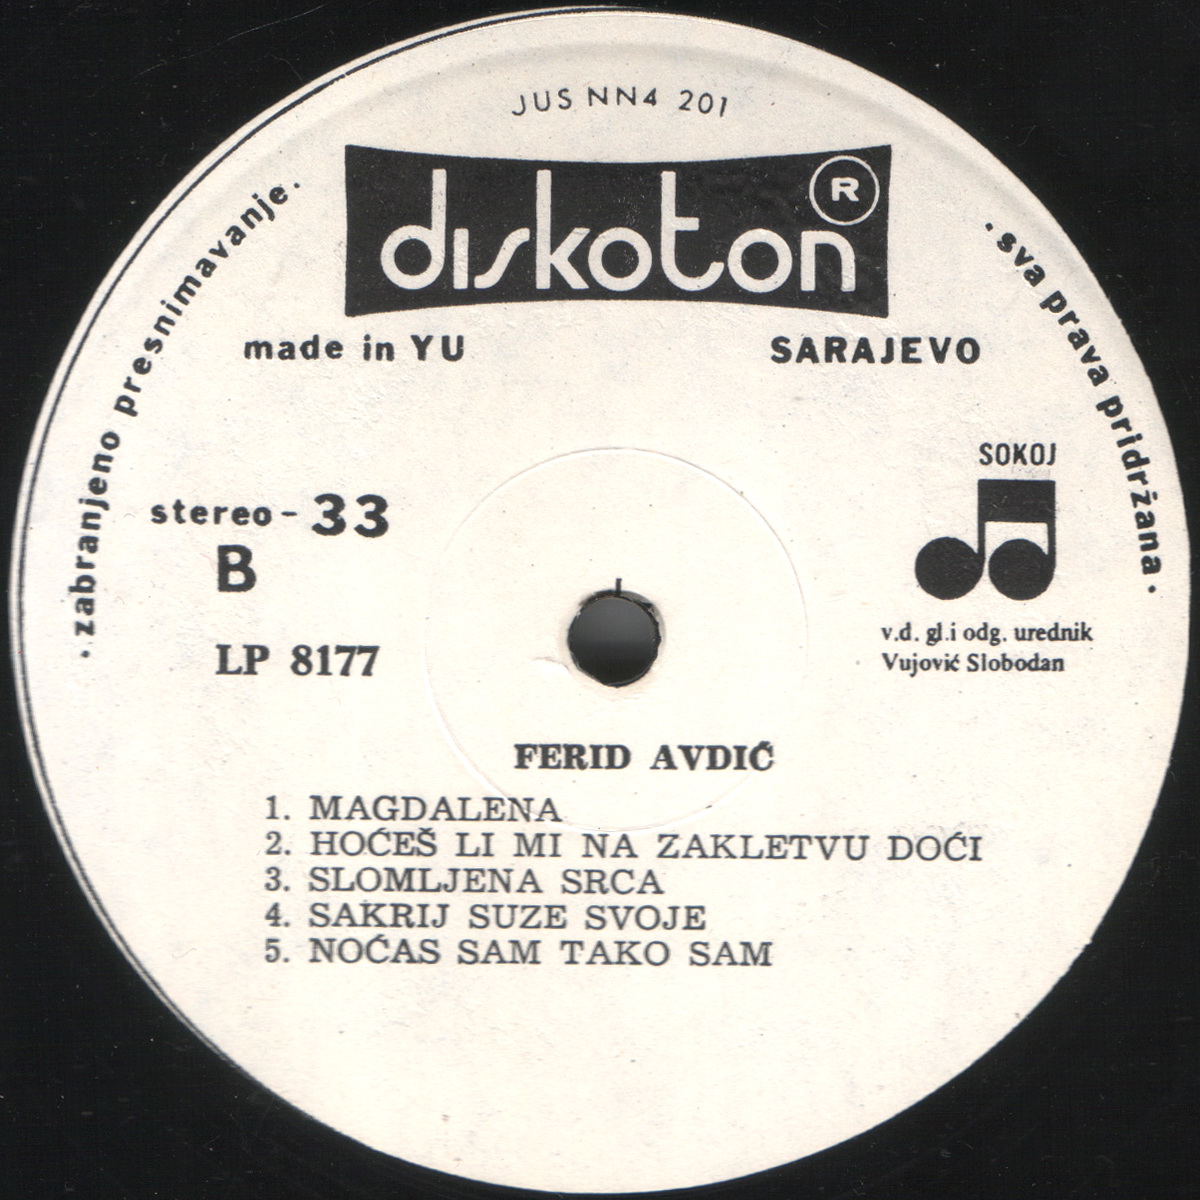 JUS NN4 201
diskoton R
· zabranjeno presnimavanje ·
· sva prava pridržana ·
made in YU
SARAJEVO
SOKOJ
stereo - 33
B
LP 8177
v.d. gl.i odg. urednik
Vujović Slobodan
FERID AVDIĆ
1. MAGDALENA
2. HOĆEŠ LI MI NA ZAKLETVU DOĆI
3. SLOMLJENA SRCA
4. SAKRIJ SUZE SVOJE
5. NOĆAS SAM TAKO SAM